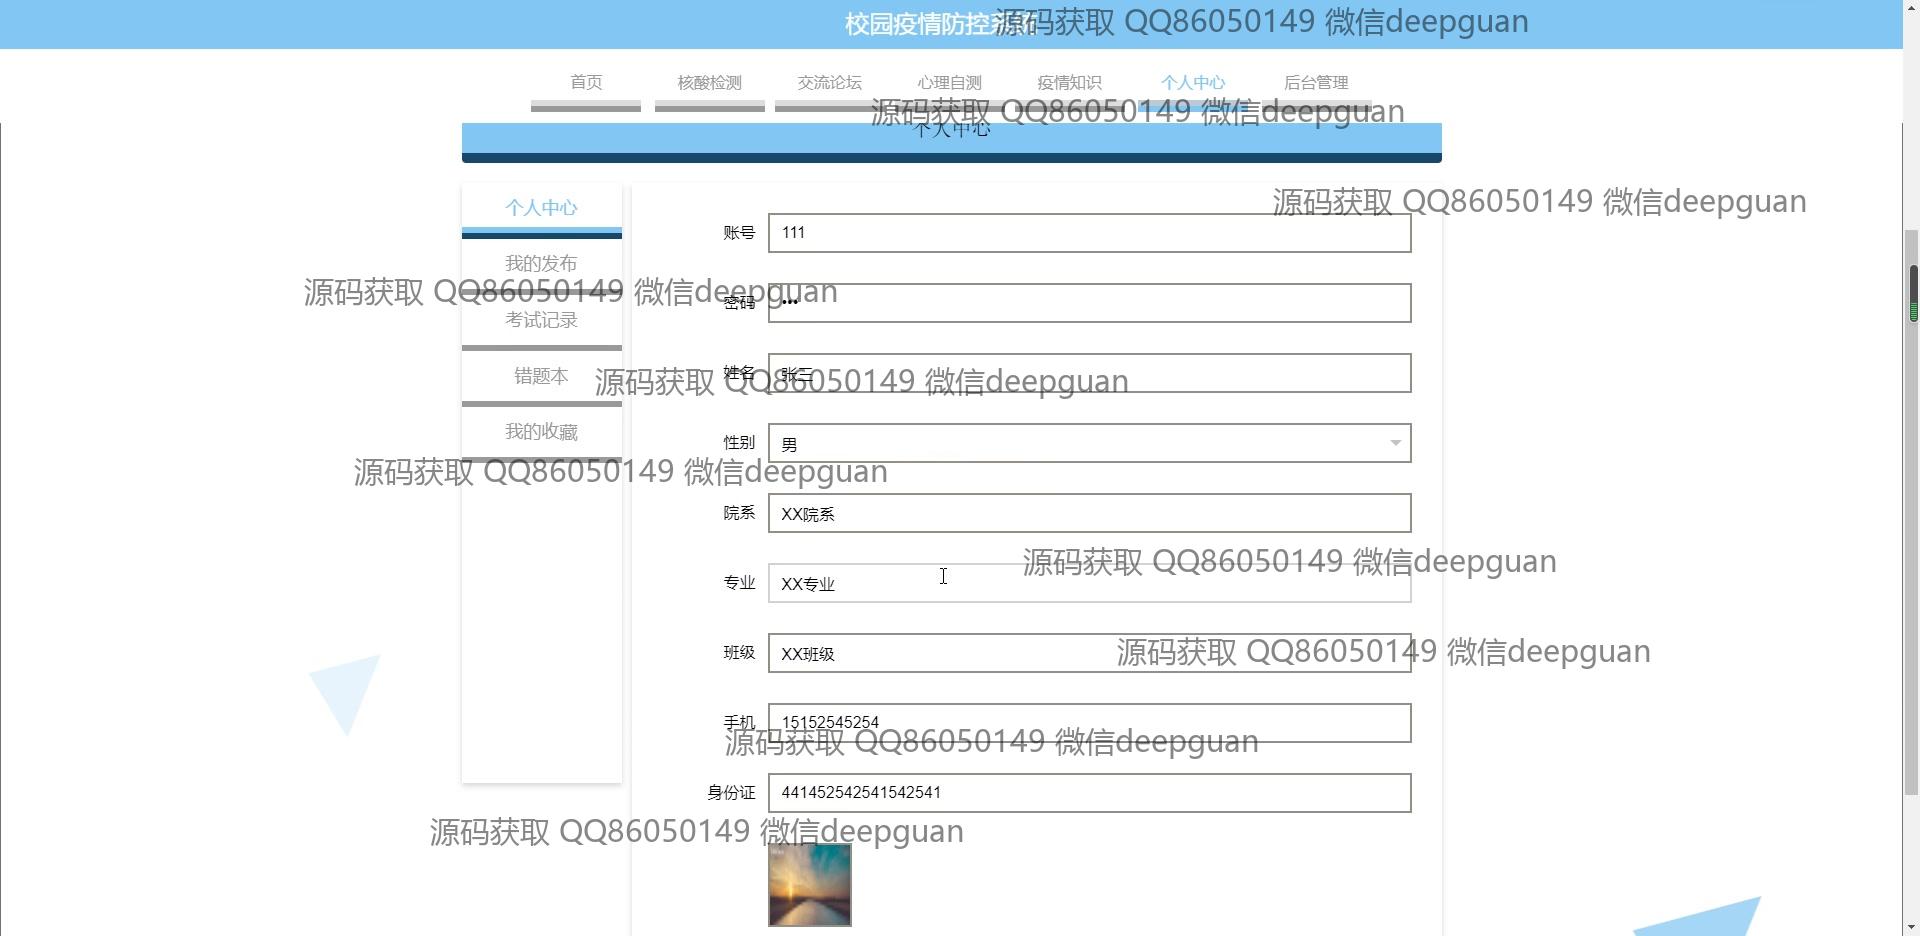 校园疫情防控系统
源码获取 QQ86050149 微信deepguan
首页 核酸检测 交流论坛 心理自测 疫情知识 个人中心 后台管理
源码获取 QQ86050149 微信deepguan
个人中心
源码获取 QQ86050149 微信deepguan
个人中心
我的发布
考试记录
错题本
我的收藏
账号 111
源码获取 QQ86050149 微信deepguan
密码 •••
姓名 张三
源码获取 QQ86050149 微信deepguan
性别 男
源码获取 QQ86050149 微信deepguan
院系 XX院系
源码获取 QQ86050149 微信deepguan
专业 XX专业
班级 XX班级
源码获取 QQ86050149 微信deepguan
手机 15152545254
源码获取 QQ86050149 微信deepguan
身份证 441452542541542541
源码获取 QQ86050149 微信deepguan